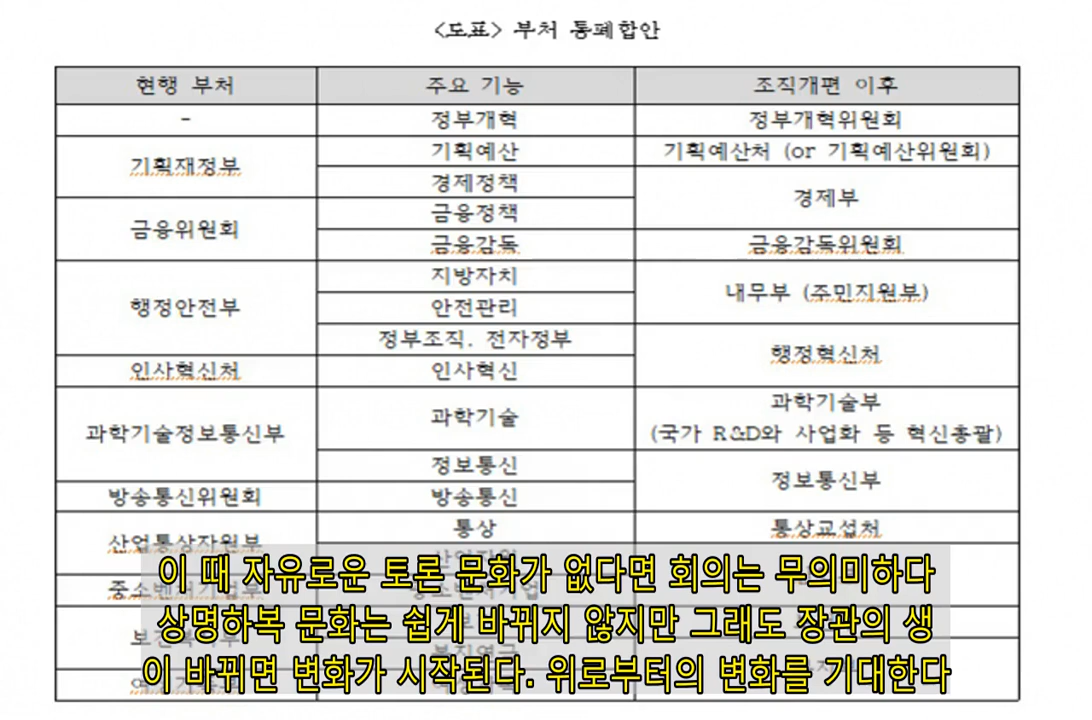 <도표> 부처 통폐합안
현행 부처 주요 기능 조직개편 이후
- 정부개혁 정부개혁위원회
기획재정부 기획예산 기획예산처 (or 기획예산위원회)
경제정책 경제부
금융위원회 금융정책
금융감독 금융감독위원회
행정안전부 지방자치 내무부 (주민지원부)
안전관리
정부조직. 전자정부 행정혁신처
인사혁신처 인사혁신
과학기술정보통신부 과학기술 과학기술부
(국가 R&D와 사업화 등 혁신총괄)
정보통신 정보통신부
방송통신위원회 방송통신
산업통상자원부 통상 통상교섭처
이 때 자유로운 토론 문화가 없다면 회의는 무의미하다
상명하복 문화는 쉽게 바뀌지 않지만 그래도 장관의 생
이 바뀌면 변화가 시작된다. 위로부터의 변화를 기대한다